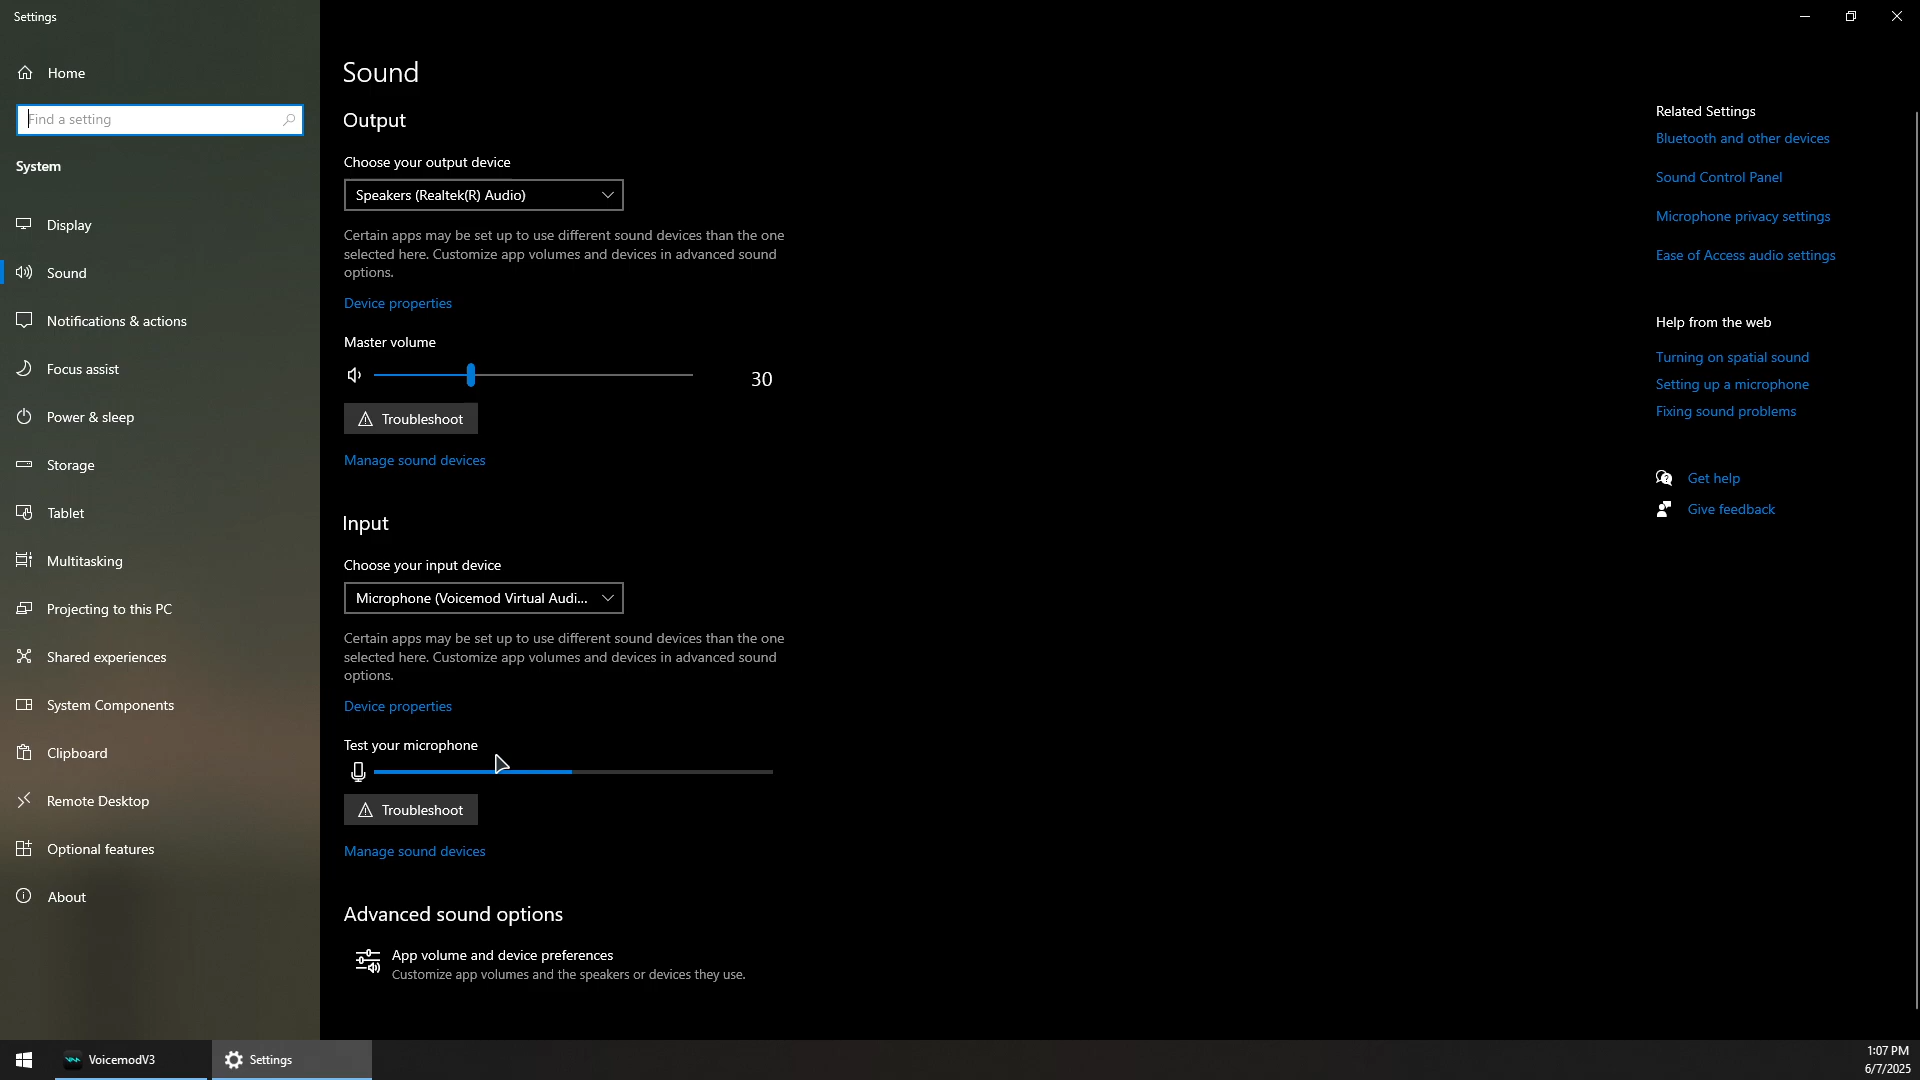 Settings
Home
Find a setting
System
Display
Sound
Notifications & actions
Focus assist
Power & sleep
Storage
Tablet
Multitasking
Projecting to this PC
Shared experiences
System Components
Clipboard
Remote Desktop
Optional features
About
Sound
Output
Choose your output device
Speakers (Realtek(R) Audio)
Certain apps may be set up to use different sound devices than the one
selected here. Customize app volumes and devices in advanced sound
options.
Device properties
Master volume
30
Troubleshoot
Manage sound devices
Input
Choose your input device
Microphone (Voicemod Virtual Audi...
Certain apps may be set up to use different sound devices than the one
selected here. Customize app volumes and devices in advanced sound
options.
Device properties
Test your microphone
Troubleshoot
Manage sound devices
Advanced sound options
App volume and device preferences
Customize app volumes and the speakers or devices they use.
Related Settings
Bluetooth and other devices
Sound Control Panel
Microphone privacy settings
Ease of Access audio settings
Help from the web
Turning on spatial sound
Setting up a microphone
Fixing sound problems
Get help
Give feedback
VoicemodV3
Settings
1:07 PM
6/7/2025